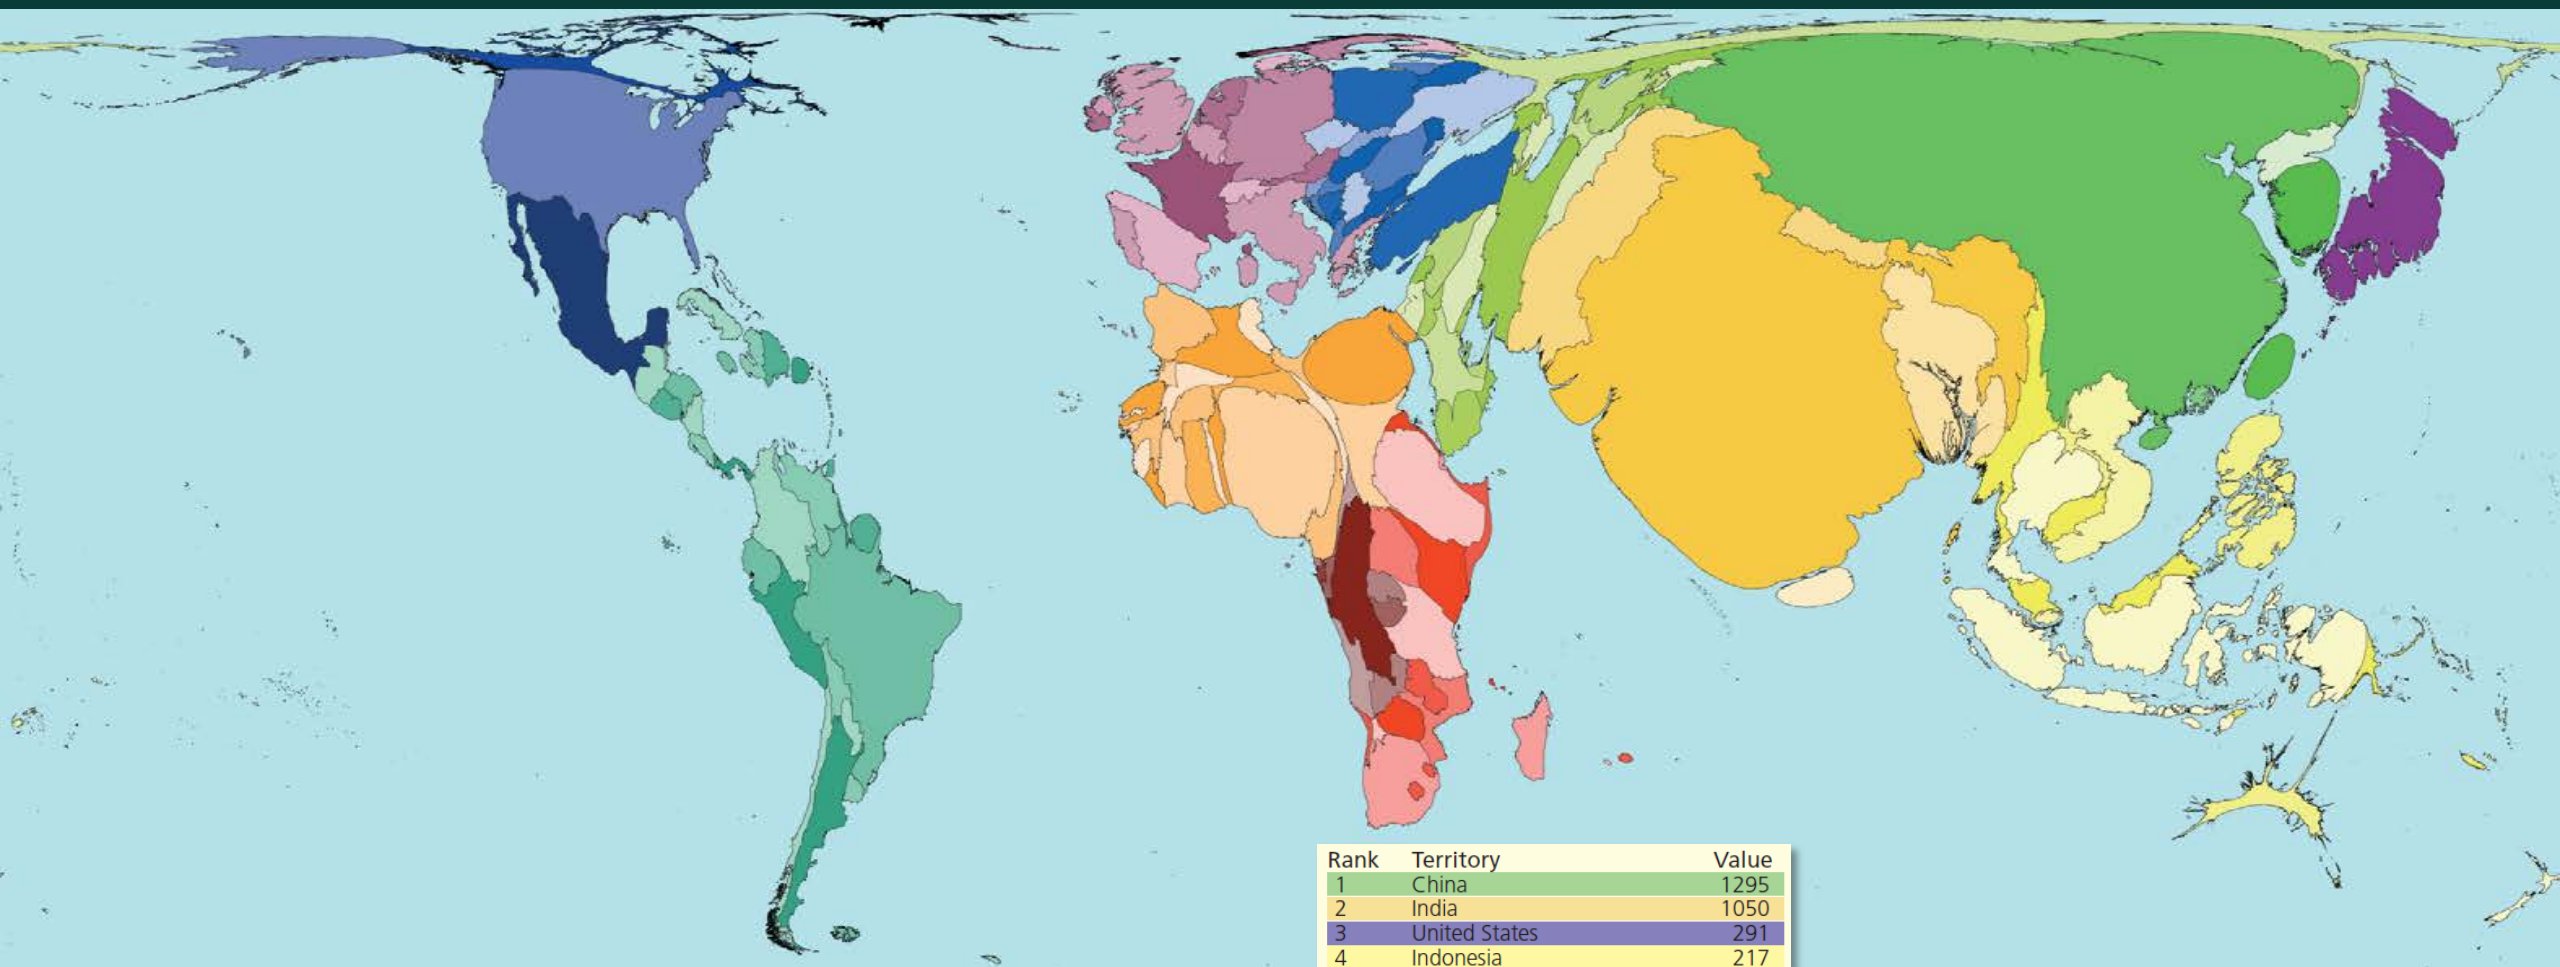 Rank Territory Value
1 China 1295
2 India 1050
3 United States 291
4 Indonesia 217